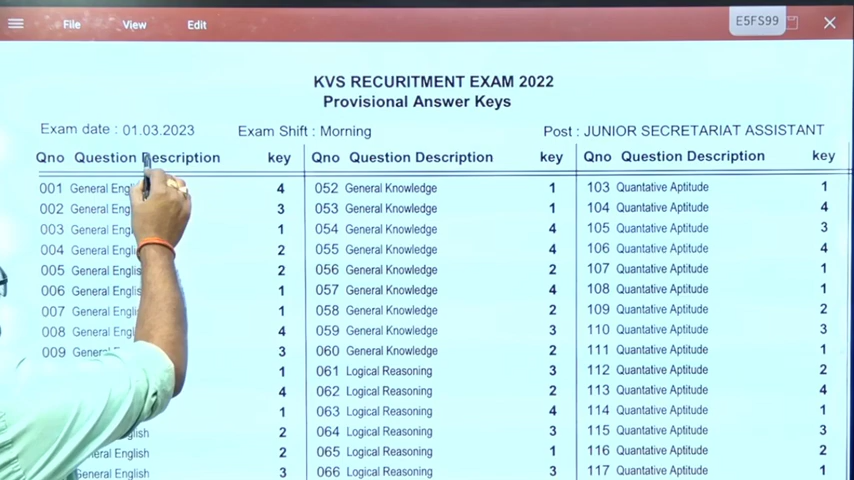 File View Edit E5FS99
KVS RECURITMENT EXAM 2022
Provisional Answer Keys
Exam date : 01.03.2023 Exam Shift : Morning Post : JUNIOR SECRETARIAT ASSISTANT
Qno Question Description key Qno Question Description key Qno Question Description key
001 General 4 052 General Knowledge 1 103 Quantative Aptitude 1
002 General 3 053 General Knowledge 1 104 Quantative Aptitude 4
003 General 1 054 General Knowledge 4 105 Quantative Aptitude 3
004 General 2 055 General Knowledge 4 106 Quantative Aptitude 4
005 General 2 056 General Knowledge 2 107 Quantative Aptitude 1
006 General 1 057 General Knowledge 4 108 Quantative Aptitude 1
007 General 1 058 General Knowledge 2 109 Quantative Aptitude 2
008 General 4 059 General Knowledge 3 110 Quantative Aptitude 3
009 3 060 General Knowledge 2 111 Quantative Aptitude 1
1 061 Logical Reasoning 3 112 Quantative Aptitude 2
4 062 Logical Reasoning 2 113 Quantative Aptitude 4
1 063 Logical Reasoning 4 114 Quantative Aptitude 1
2 064 Logical Reasoning 3 115 Quantative Aptitude 3
English 2 065 Logical Reasoning 1 116 Quantative Aptitude 2
General English 3 066 Logical Reasoning 3 117 Quantative Aptitude 1